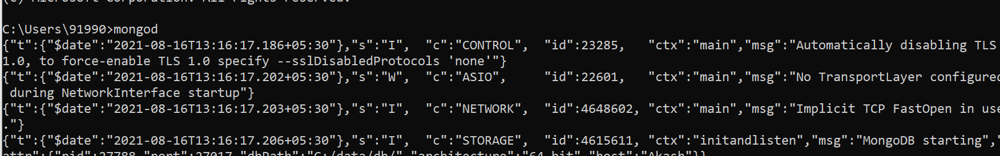 (c) Microsoft Corporation. All rights reserved.
C:\Users\91990>mongod
{"t":{"$date":"2021-08-16T13:16:17.186+05:30"},"s":"I",  "c":"CONTROL",  "id":23285,   "ctx":"main","msg":"Automatically disabling TLS
1.0, to force-enable TLS 1.0 specify --sslDisabledProtocols 'none'"}
{"t":{"$date":"2021-08-16T13:16:17.202+05:30"},"s":"W",  "c":"ASIO",     "id":22601,   "ctx":"main","msg":"No TransportLayer configured
 during NetworkInterface startup"}
{"t":{"$date":"2021-08-16T13:16:17.203+05:30"},"s":"I",  "c":"NETWORK",  "id":4648602, "ctx":"main","msg":"Implicit TCP FastOpen in use
."}
{"t":{"$date":"2021-08-16T13:16:17.206+05:30"},"s":"I",  "c":"STORAGE",  "id":4615611, "ctx":"initandlisten","msg":"MongoDB starting","
attr":{"pid":27788,"port":27017,"dbPath":"C:/data/db/","architecture":"64-bit","host":"Akash"}}